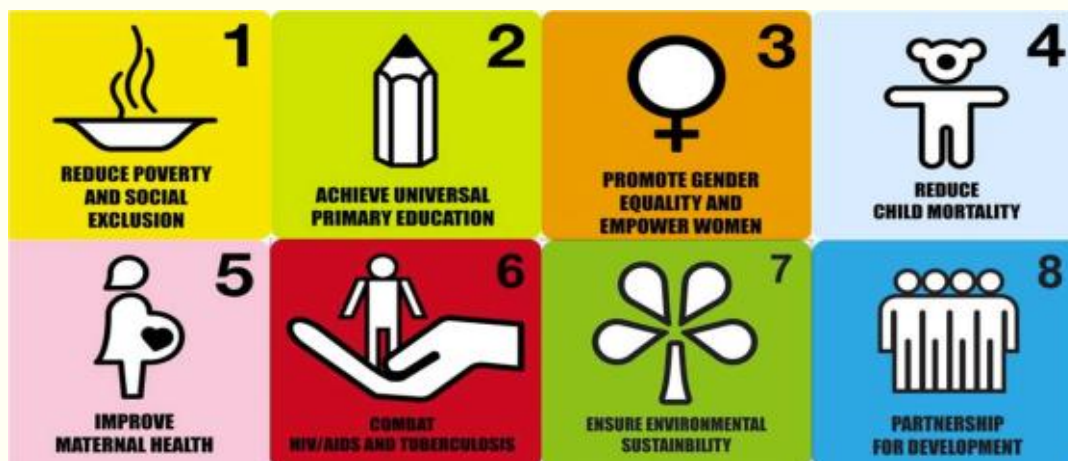 1
REDUCE POVERTY
AND SOCIAL
EXCLUSION
2
ACHIEVE UNIVERSAL
PRIMARY EDUCATION
3
PROMOTE GENDER
EQUALITY AND
EMPOWER WOMEN
4
REDUCE
CHILD MORTALITY
5
IMPROVE
MATERNAL HEALTH
6
COMBAT
HIV/AIDS AND TUBERCULOSIS
7
ENSURE ENVIRONMENTAL
SUSTAINBILITY
8
PARTNERSHIP
FOR DEVELOPMENT